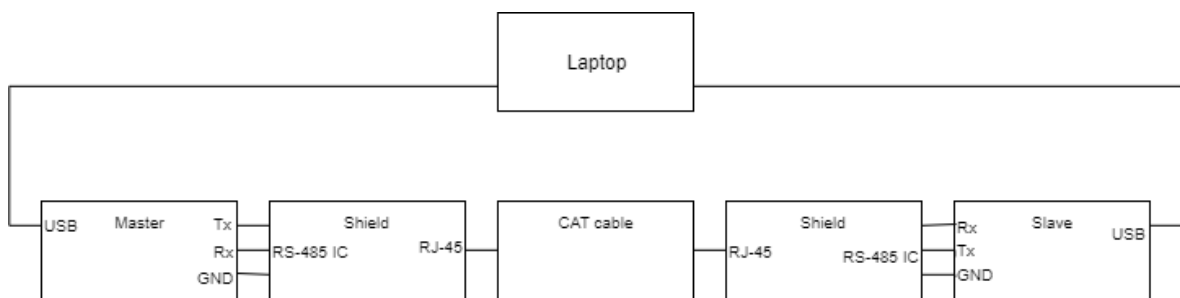 Laptop
USB
Master
Tx
Rx
GND
Shield
RS-485 IC
RJ-45
CAT cable
Shield
RJ-45
RS-485 IC
Rx
Tx
GND
Slave
USB